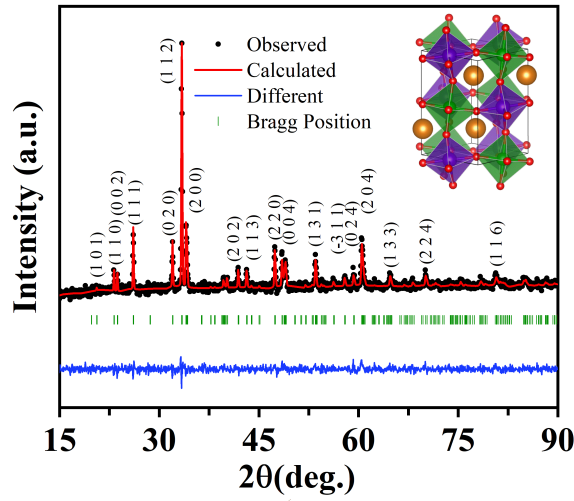 Observed
Calculated
Different
Bragg Position
(1 0 1)
(1 1 0)
(0 0 2)
(1 1 1)
(0 2 0)
(1 1 2)
(2 0 0)
(2 0 2)
(1 1 3)
(2 2 0)
(0 0 4)
(1 3 1)
(-3 1 1)
(0 2 4)
(2 0 4)
(1 3 3)
(2 2 4)
(1 1 6)
Intensity (a.u.)
15 30 45 60 75 90
2θ(deg.)